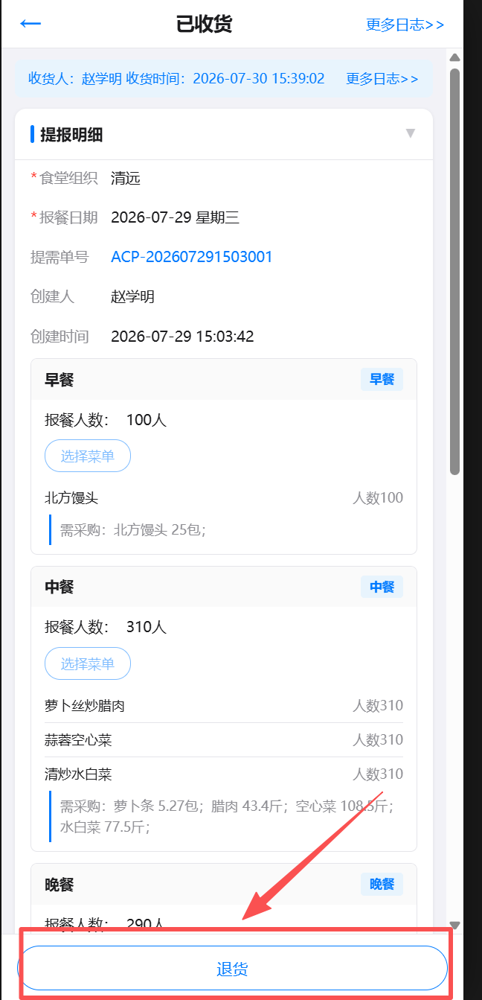 ← 已收货 更多日志>>
收货人：赵学明 收货时间：2026-07-30 15:39:02 更多日志>>
提报明细 ▼
*食堂组织 清远
*报餐日期 2026-07-29 星期三
提需单号 ACP-202607291503001
创建人 赵学明
创建时间 2026-07-29 15:03:42
早餐 早餐
报餐人数： 100人
选择菜单
北方馒头 人数100
需采购：北方馒头 25包；
中餐 中餐
报餐人数： 310人
选择菜单
萝卜丝炒腊肉 人数310
蒜蓉空心菜 人数310
清炒水白菜 人数310
需采购：萝卜条 5.27包；腊肉 43.4斤；空心菜 108.5斤；
水白菜 77.5斤；
晚餐 晚餐
报餐人数： 290人
退货